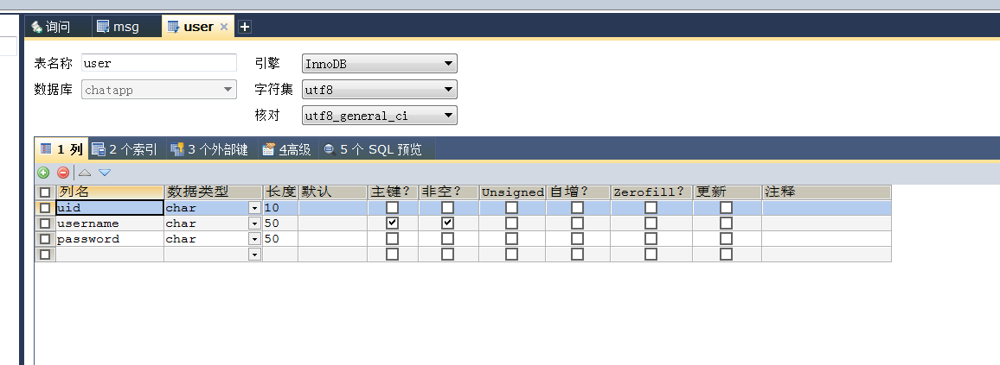 询问 msg user
表名称 user 引擎 InnoDB
数据库 chatapp 字符集 utf8
核对 utf8_general_ci
1 列 2 个索引 3 个外部键 4高级 5 个 SQL 预览
列名 数据类型 长度 默认 主键? 非空? Unsigned 自增? Zerofill? 更新 注释
uid char 10
username char 50
password char 50